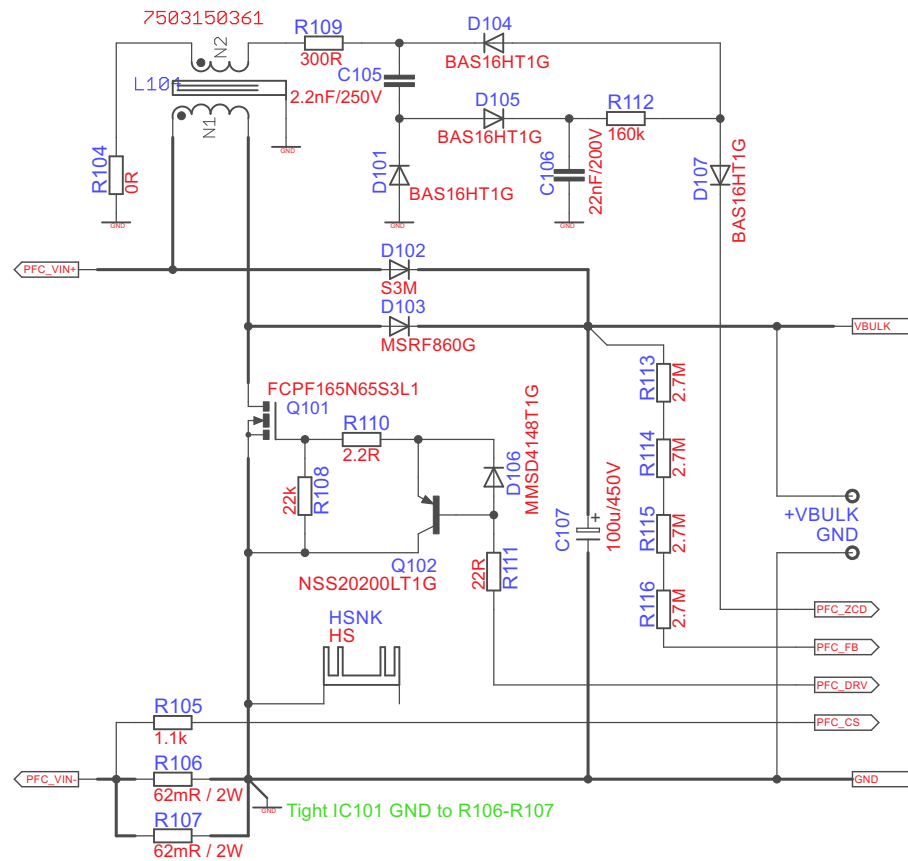 7503150361
N2
L104
N1
R109
300R
D104
BAS16HT1G
C105
2.2nF/250V
D105
BAS16HT1G
R112
160k
R104
0R
GND
GND
D101
BAS16HT1G
GND
C106
22nF/200V
GND
D107
BAS16HT1G
PFC_VIN+
D102
S3M
D103
MSRF860G
VBULK
FCPF165N65S3L1
Q101
R110
2.2R
R108
22k
D106
MMSD4148T1G
Q102
NSS20200LT1G
R111
22R
C107
+
100u/450V
R113
2.7M
R114
2.7M
R115
2.7M
R116
2.7M
+VBULK
GND
HSNK
HS
PFC_ZCD
PFC_FB
PFC_DRV
PFC_CS
R105
1.1k
PFC_VIN-
R106
62mR / 2W
R107
62mR / 2W
GND
GND
Tight IC101 GND to R106-R107